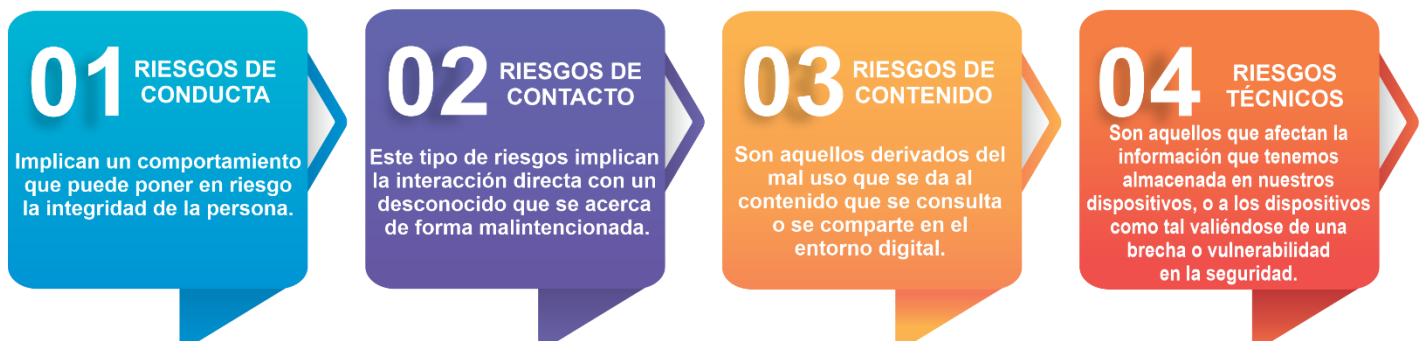 01
RIESGOS DE
CONDUCTA
Implican un comportamiento
que puede poner en riesgo
la integridad de la persona.
02
RIESGOS DE
CONTACTO
Este tipo de riesgos implican
la interacción directa con un
desconocido que se acerca
de forma malintencionada.
03
RIESGOS DE
CONTENIDO
Son aquellos derivados del
mal uso que se da al
contenido que se consulta
o se comparte en el
entorno digital.
04
RIESGOS
TÉCNICOS
Son aquellos que afectan la
información que tenemos
almacenada en nuestros
dispositivos, o a los dispositivos
como tal valiéndose de una
brecha o vulnerabilidad
en la seguridad.